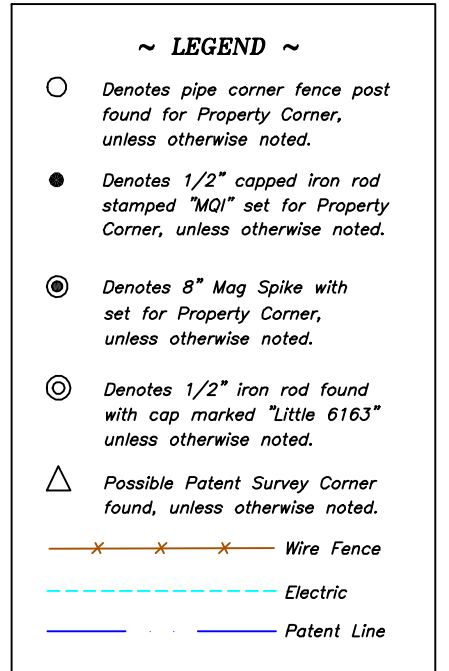 ~ LEGEND ~
Denotes pipe corner fence post
found for Property Corner,
unless otherwise noted.
Denotes 1/2" capped iron rod
stamped "MQI" set for Property
Corner, unless otherwise noted.
Denotes 8" Mag Spike with
set for Property Corner,
unless otherwise noted.
Denotes 1/2" iron rod found
with cap marked "Little 6163"
unless otherwise noted.
Possible Patent Survey Corner
found, unless otherwise noted.
Wire Fence
Electric
Patent Line